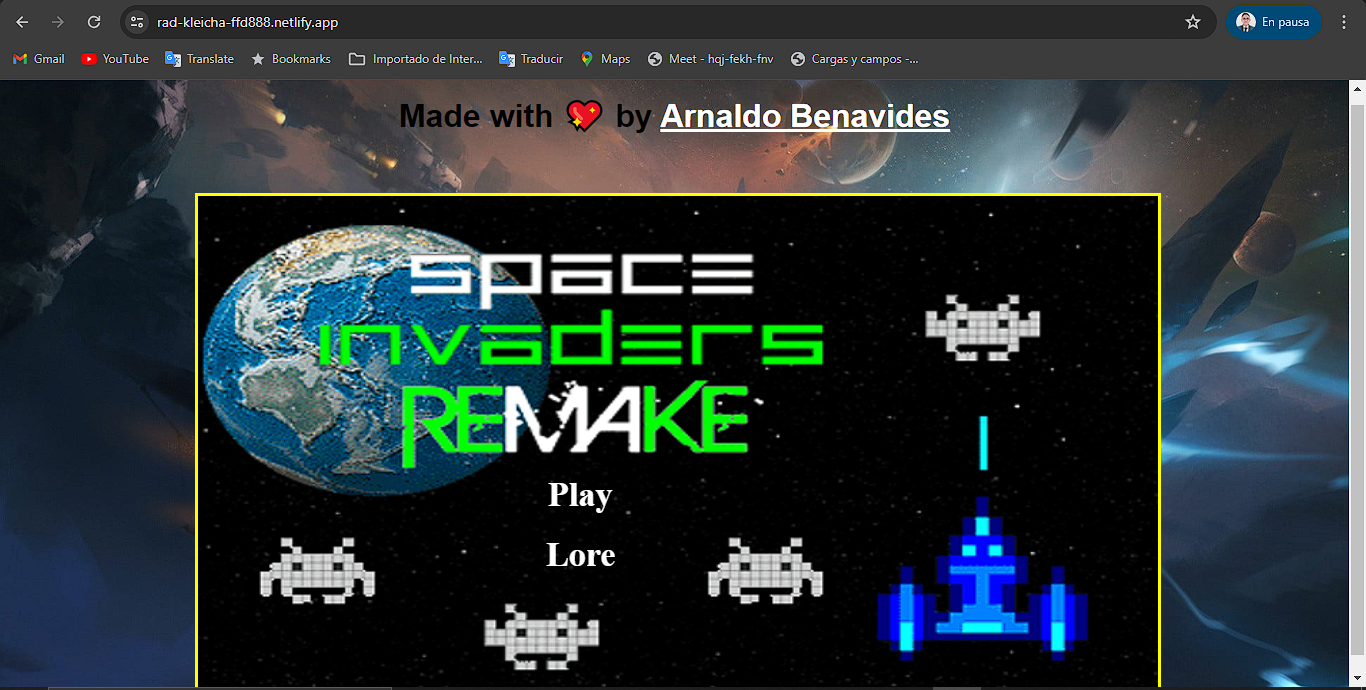 rad-kleicha-ffd888.netlify.app
En pausa
Gmail YouTube Translate Bookmarks Importado de Inter... Traducir Maps Meet - hqj-fekh-fnv Cargas y campos -...
Made with 💖 by Arnaldo Benavides
space
invaders
REMAKE
Play
Lore